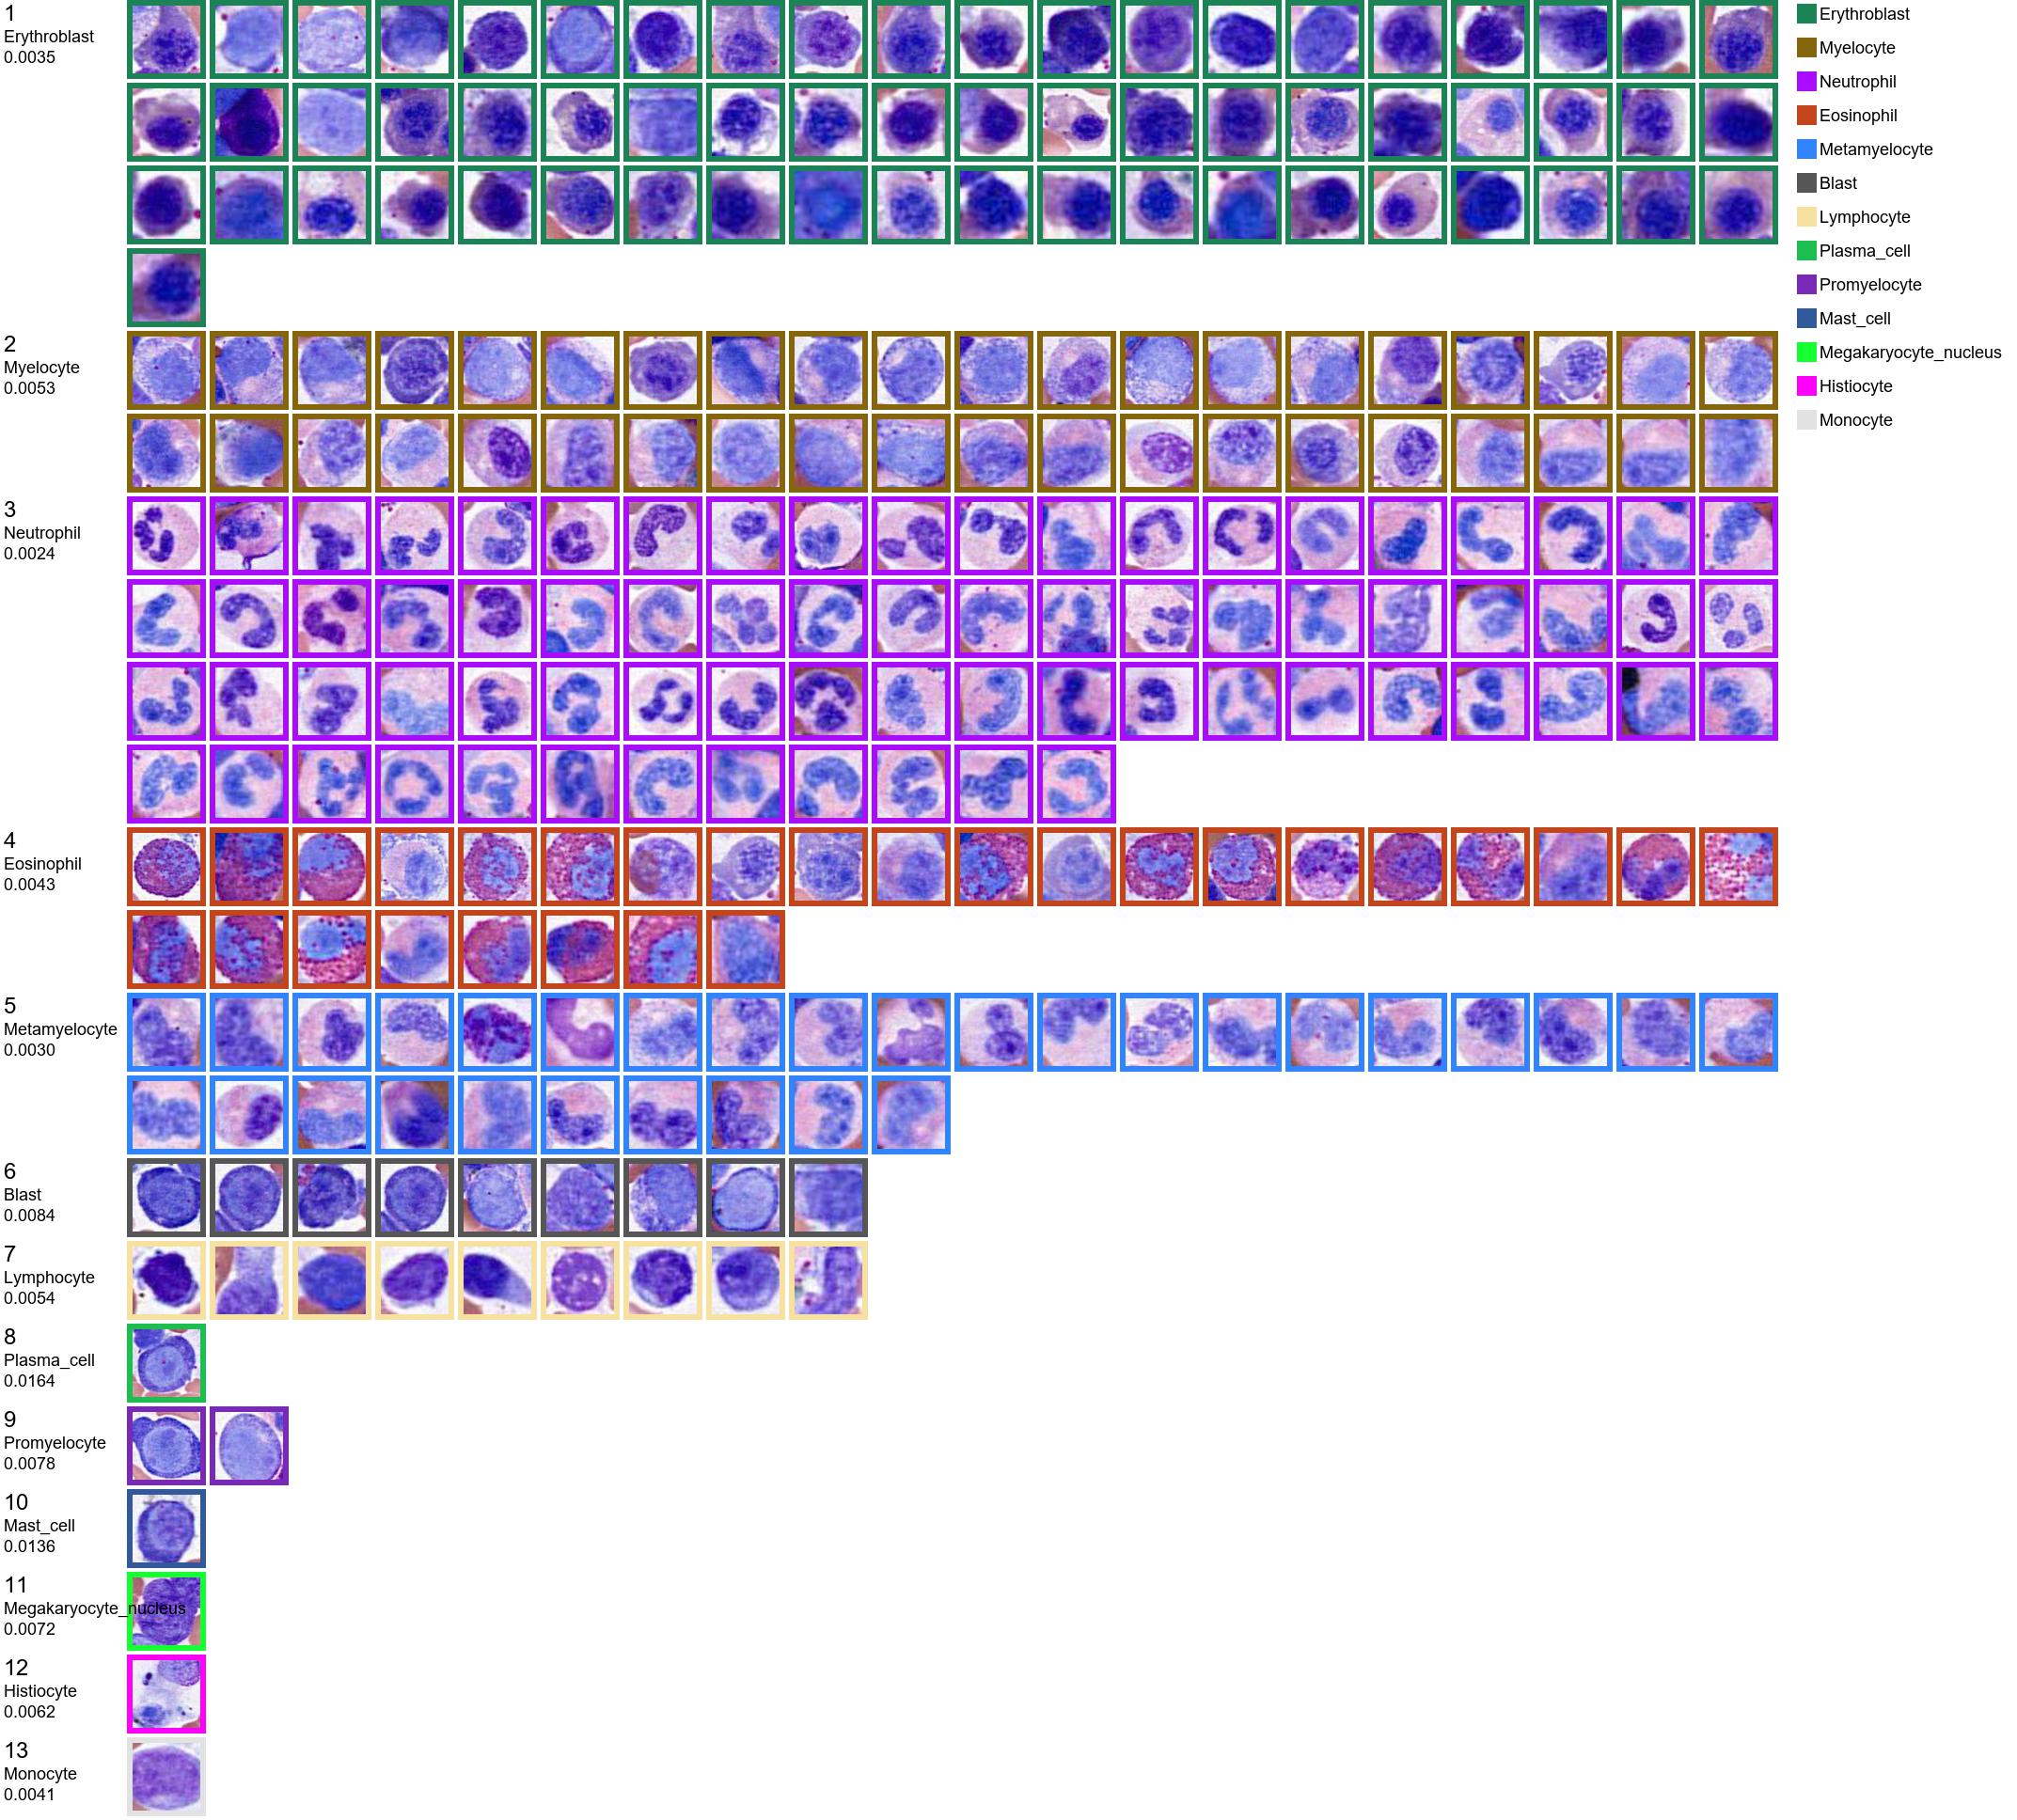 1
Erythroblast
0.0035
2
Myelocyte
0.0053
3
Neutrophil
0.0024
4
Eosinophil
0.0043
5
Metamyelocyte
0.0030
6
Blast
0.0084
7
Lymphocyte
0.0054
8
Plasma_cell
0.0164
9
Promyelocyte
0.0078
10
Mast_cell
0.0136
11
Megakaryocyte_nucleus
0.0072
12
Histiocyte
0.0062
13
Monocyte
0.0041
Erythroblast
Myelocyte
Neutrophil
Eosinophil
Metamyelocyte
Blast
Lymphocyte
Plasma_cell
Promyelocyte
Mast_cell
Megakaryocyte_nucleus
Histiocyte
Monocyte